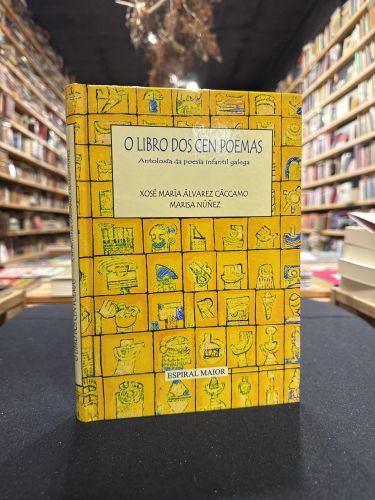 O LIBRO DOS CEN POEMAS
Antoloxía da poesía infantil galega
XOSÉ MARÍA ÁLVAREZ CÁCCAMO
MARISA NÚÑEZ
ESPIRAL MAIOR